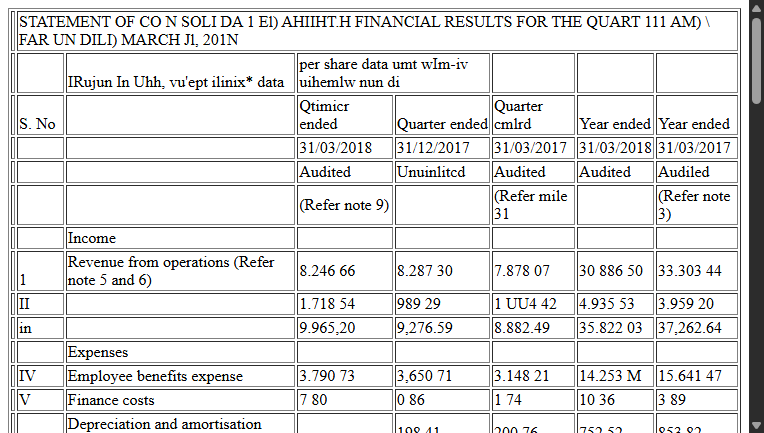 STATEMENT OF CO N SOLI DA 1 El) AHIIHT.H FINANCIAL RESULTS FOR THE QUART 111 AM) \
FAR UN DILI) MARCH Jl, 201N
per share data umt wIm-iv
IRujun In Uhh, vu'ept ilinix* data uihemlw nun di
Qtimicr Quarter
S. No ended Quarter ended cmlrd Year ended Year ended
31/03/2018 31/12/2017 31/03/2017 31/03/2018 31/03/2017
Audited Unuinlitcd Audited Audited Audiled
(Refer mile (Refer note
(Refer note 9) 31 3)
Income
Revenue from operations (Refer
1 note 5 and 6) 8.246 66 8.287 30 7.878 07 30 886 50 33.303 44
II 1.718 54 989 29 1 UU4 42 4.935 53 3.959 20
in 9.965,20 9,276.59 8.882.49 35.822 03 37,262.64
Expenses
IV Employee benefits expense 3.790 73 3,650 71 3.148 21 14.253 M 15.641 47
V Finance costs 7 80 0 86 1 74 10 36 3 89
Depreciation and amortisation
198 41 200 76 752 52 853 82